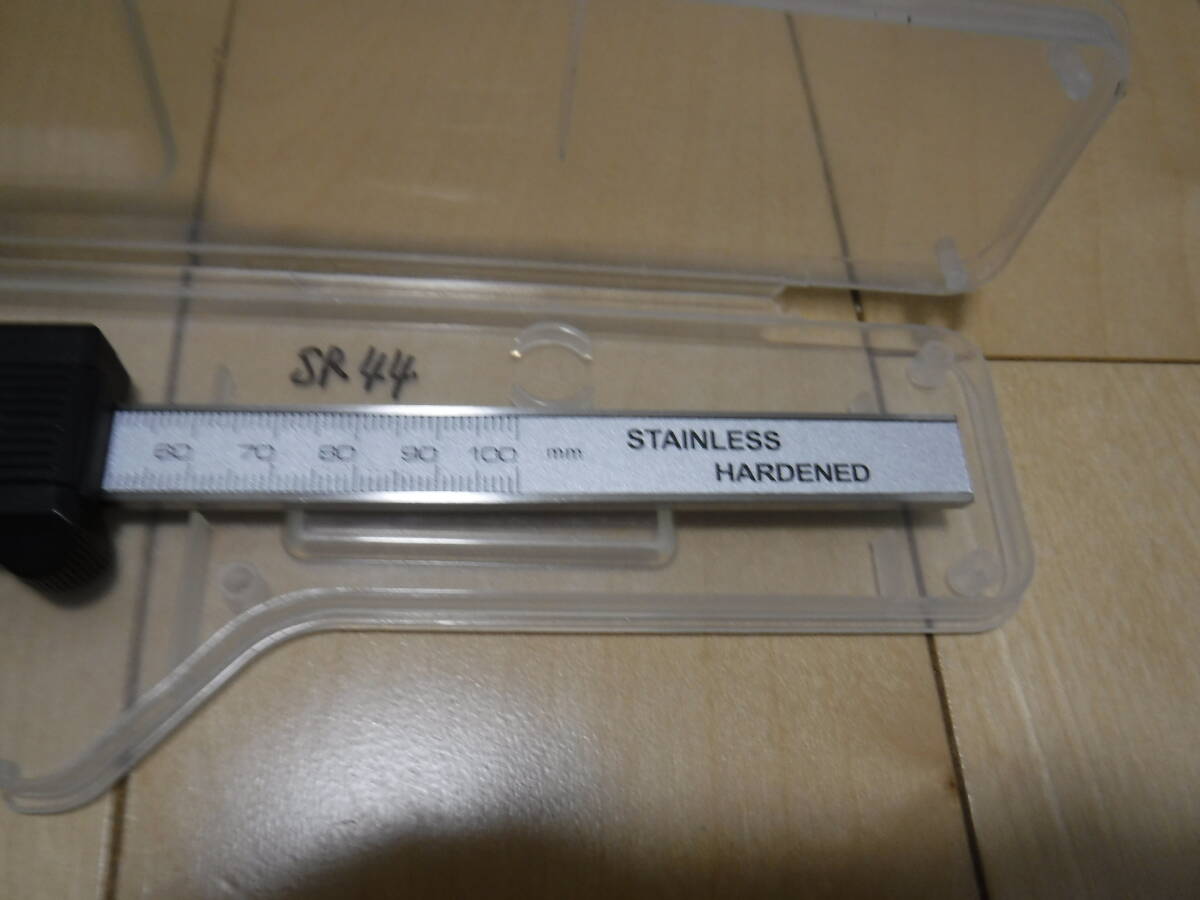 SR44
60 70 80 90 100 mm
STAINLESS
HARDENED